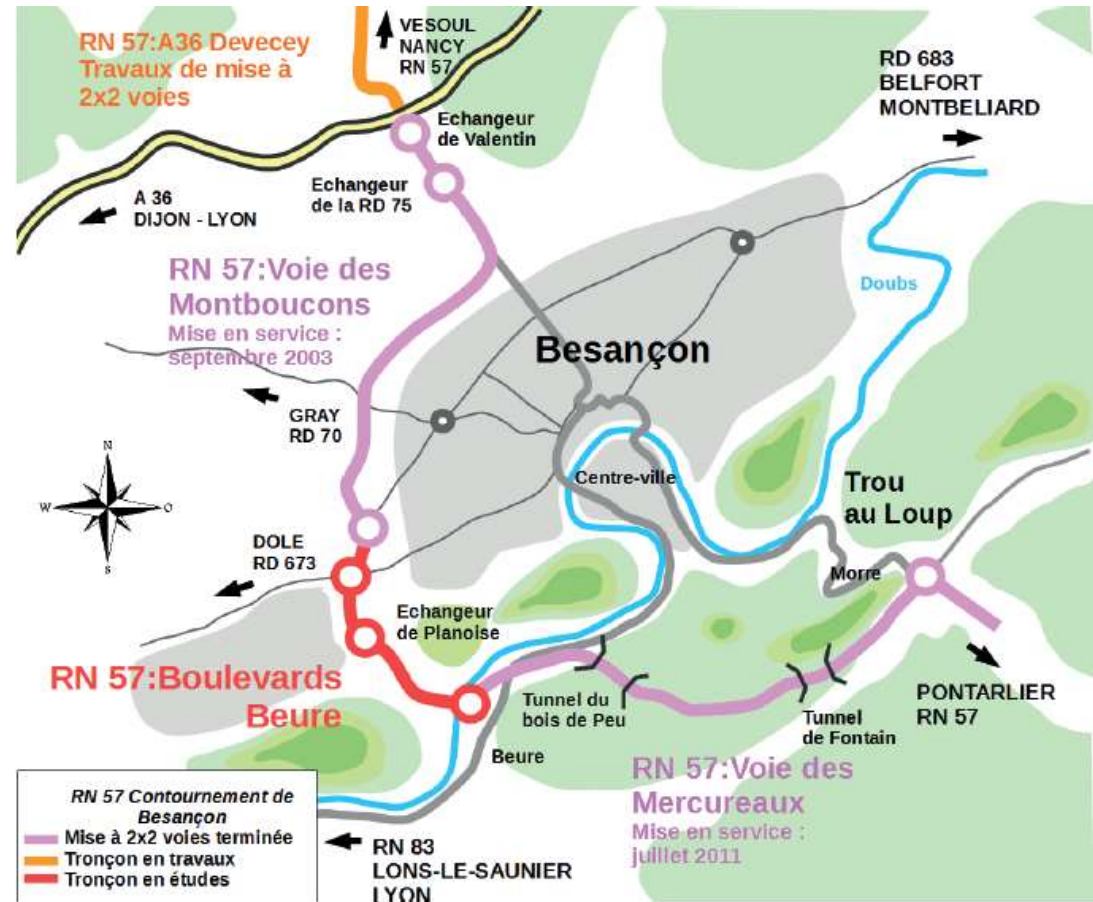 RN 57:A36 Devecey
Travaux de mise à
2x2 voies
VESOUL
NANCY
RN 57
RD 683
BELFORT
MONTBELIARD
Echangeur
de Valentin
Echangeur
de la RD 75
A 36
DIJON - LYON
RN 57:Voie des
Montboucons
Mise en service :
septembre 2003
Doubs
Besançon
GRAY
RD 70
Centre-ville
Trou
au Loup
N
W
O
S
DOLE
RD 673
Morre
Echangeur
de Planoise
RN 57:Boulevards
Beure
Tunnel du
bois de Peu
Tunnel
de Fontain
PONTARLIER
RN 57
Beure
RN 57:Voie des
Mercureaux
Mise en service :
juillet 2011
RN 57 Contournement de
Besançon
Mise à 2x2 voies terminée
Tronçon en travaux
Tronçon en études
RN 83
LONS-LE-SAUNIER
LYON